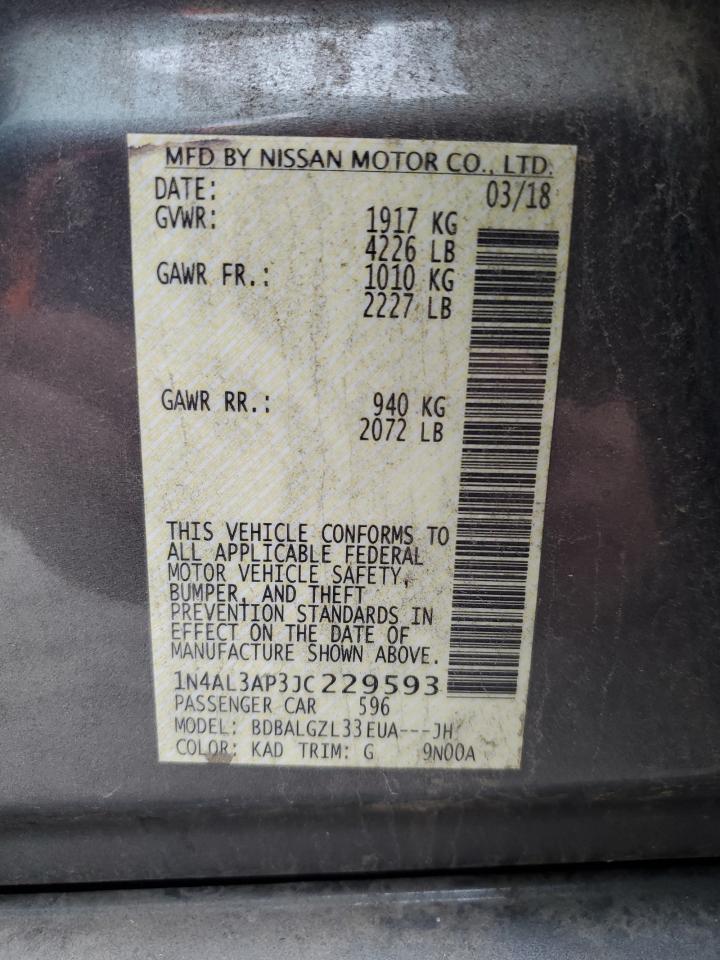 MFD BY NISSAN MOTOR CO., LTD.
DATE: 03/18
GVWR: 1917 KG
4226 LB
GAWR FR.: 1010 KG
2227 LB
GAWR RR.: 940 KG
2072 LB
THIS VEHICLE CONFORMS TO
ALL APPLICABLE FEDERAL
MOTOR VEHICLE SAFETY,
BUMPER, AND THEFT
PREVENTION STANDARDS IN
EFFECT ON THE DATE OF
MANUFACTURE SHOWN ABOVE.
1N4AL3AP3JC229593
PASSENGER CAR 596
MODEL: BDBALGZL33EUA---JH
COLOR: KAD TRIM: G 9N00A